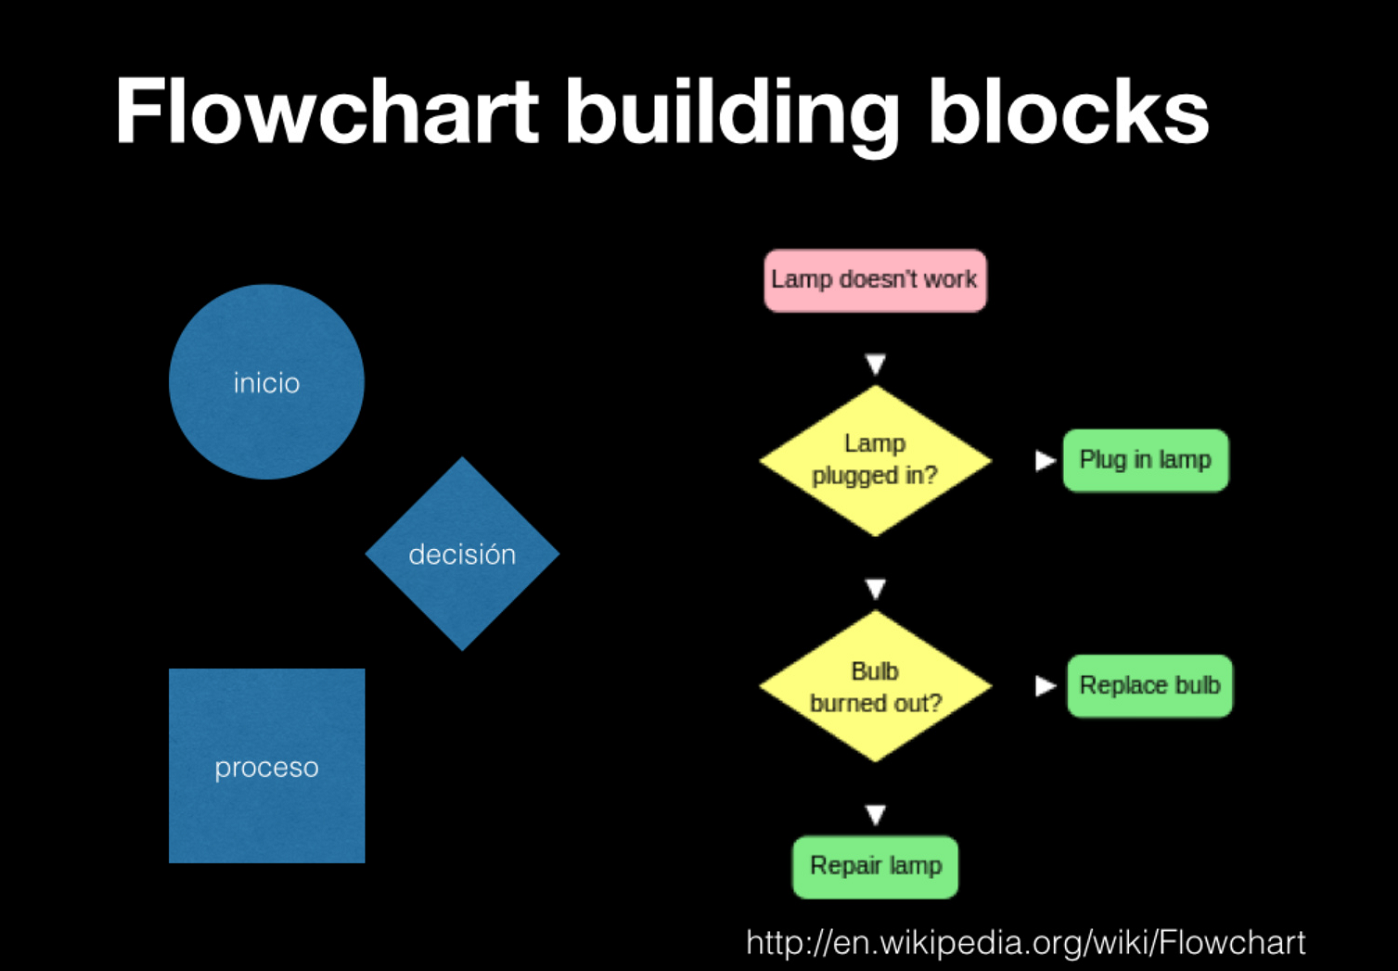 Flowchart building blocks
inicio
decisión
proceso
Lamp doesn't work
Lamp
plugged in?
Plug in lamp
Bulb
burned out?
Replace bulb
Repair lamp
http://en.wikipedia.org/wiki/Flowchart